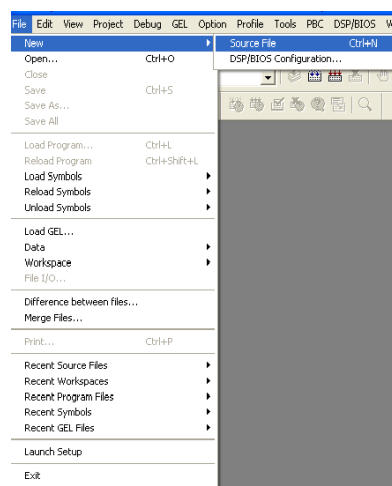 File Edit View Project Debug GEL Option Profile Tools PBC DSP/BIOS W
New
Source File Ctrl+N
Open... Ctrl+O
DSP/BIOS Configuration...
Close
Save Ctrl+S
Save As...
Save All
Load Program... Ctrl+L
Reload Program Ctrl+Shift+L
Load Symbols
Reload Symbols
Unload Symbols
Load GEL...
Data
Workspace
File I/O...
Difference between files...
Merge Files...
Print... Ctrl+P
Recent Source Files
Recent Workspaces
Recent Program Files
Recent Symbols
Recent GEL Files
Launch Setup
Exit